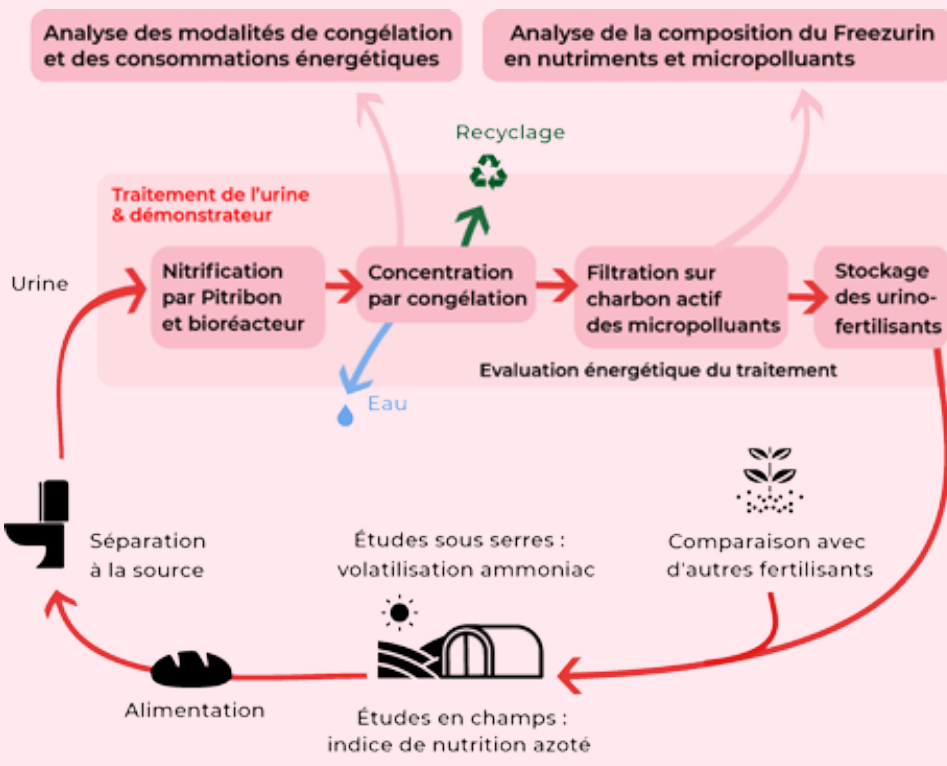 Analyse des modalités de congélation
et des consommations énergétiques
Analyse de la composition du Freezurin
en nutriments et micropolluants
Recyclage
Traitement de l'urine
& démonstrateur
Urine
Nitrification
par Pitribon
et bioréacteur
Concentration
par congélation
Filtration sur
charbon actif
des micropolluants
Stockage
des urino-
fertilisants
Evaluation énergétique du traitement
Eau
Séparation
à la source
Études sous serres :
volatilisation ammoniac
Comparaison avec
d'autres fertilisants
Alimentation
Études en champs :
indice de nutrition azoté